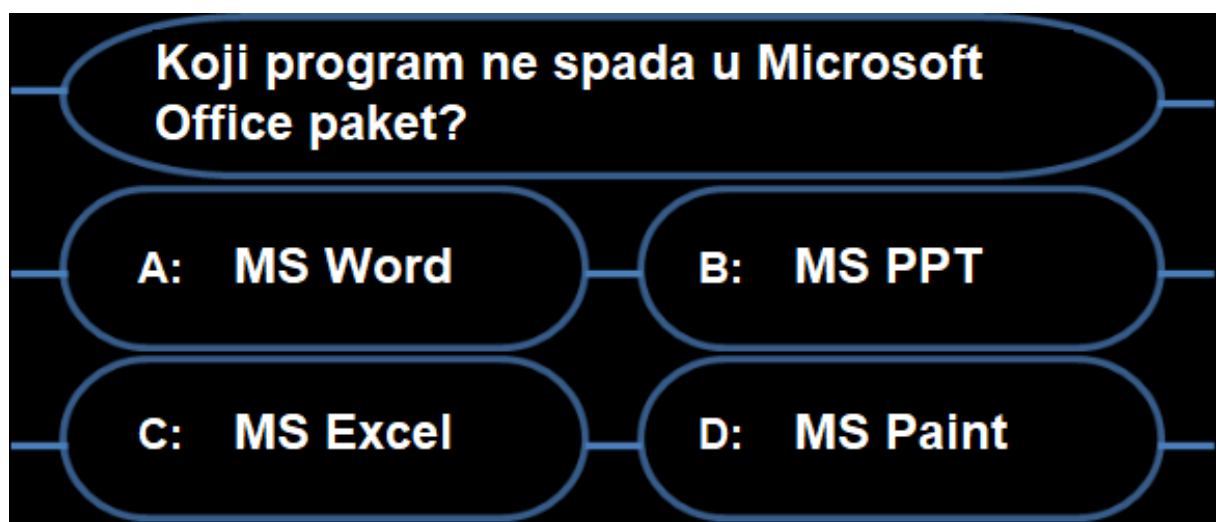 Koji program ne spada u Microsoft
Office paket?
A: MS Word
B: MS PPT
C: MS Excel
D: MS Paint